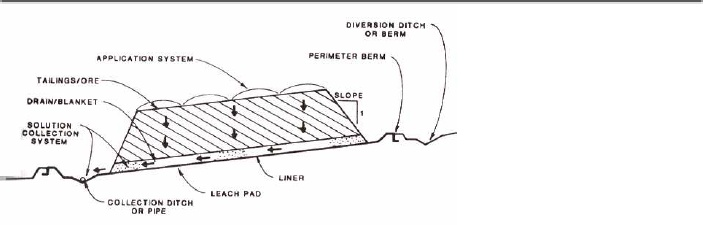 DIVERSION DITCH
OR BERM
APPLICATION SYSTEM
PERIMETER BERM
TAILINGS/ORE
SLOPE
DRAIN/BLANKET
1
SOLUTION
COLLECTION
SYSTEM
LINER
LEACH PAD
COLLECTION DITCH
OR PIPE